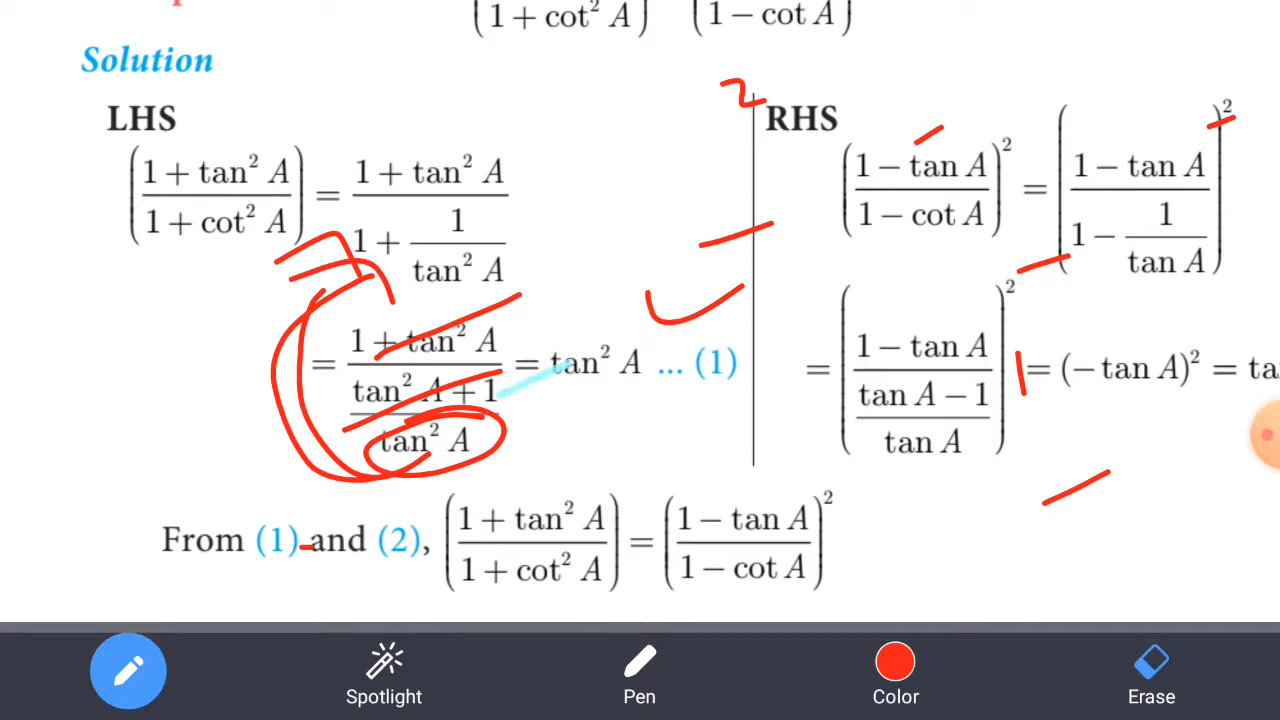 (1 + cot² A) (1 − cot A)
Solution
LHS
((1 + tan² A)/(1 + cot² A)) = (1 + tan² A)/(1 + 1/tan² A)
= (1 + tan² A)/((tan² A + 1)/tan² A) = tan² A ... (1)
2
RHS
((1 − tan A)/(1 − cot A))² = ((1 − tan A)/(1 − 1/tan A))²
= ((1 − tan A)/((tan A − 1)/tan A))² = (− tan A)² = ta
From (1) and (2), ((1 + tan² A)/(1 + cot² A)) = ((1 − tan A)/(1 − cot A))²
Spotlight Pen Color Erase